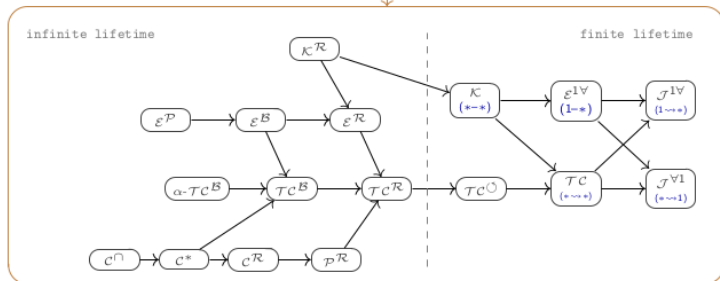 infinite lifetime
finite lifetime
𝒦^ℛ
𝒦
(*-*)
ℰ^{1∀}
(1-*)
𝒥^{1∀}
(1⇝*)
ℰ^𝒫
ℰ^ℬ
ℰ^ℛ
α-𝒯𝒞^ℬ
𝒯𝒞^ℬ
𝒯𝒞^ℛ
𝒯𝒞^↺
𝒯𝒞
(*⇝*)
𝒥^{∀1}
(*⇝1)
𝒞^∩
𝒞^*
𝒞^ℛ
𝒫^ℛ